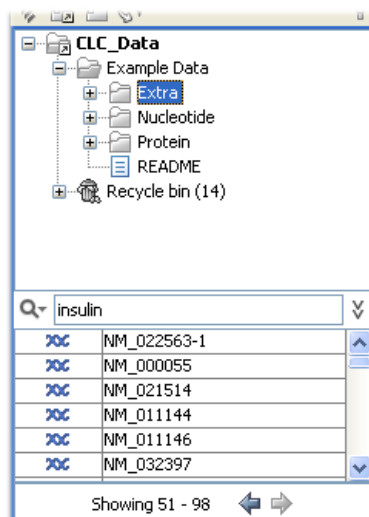 CLC_Data
Example Data
Extra
Nucleotide
Protein
README
Recycle bin (14)
insulin
NM_022563-1
NM_000055
NM_021514
NM_011144
NM_011146
NM_032397
Showing 51 - 98